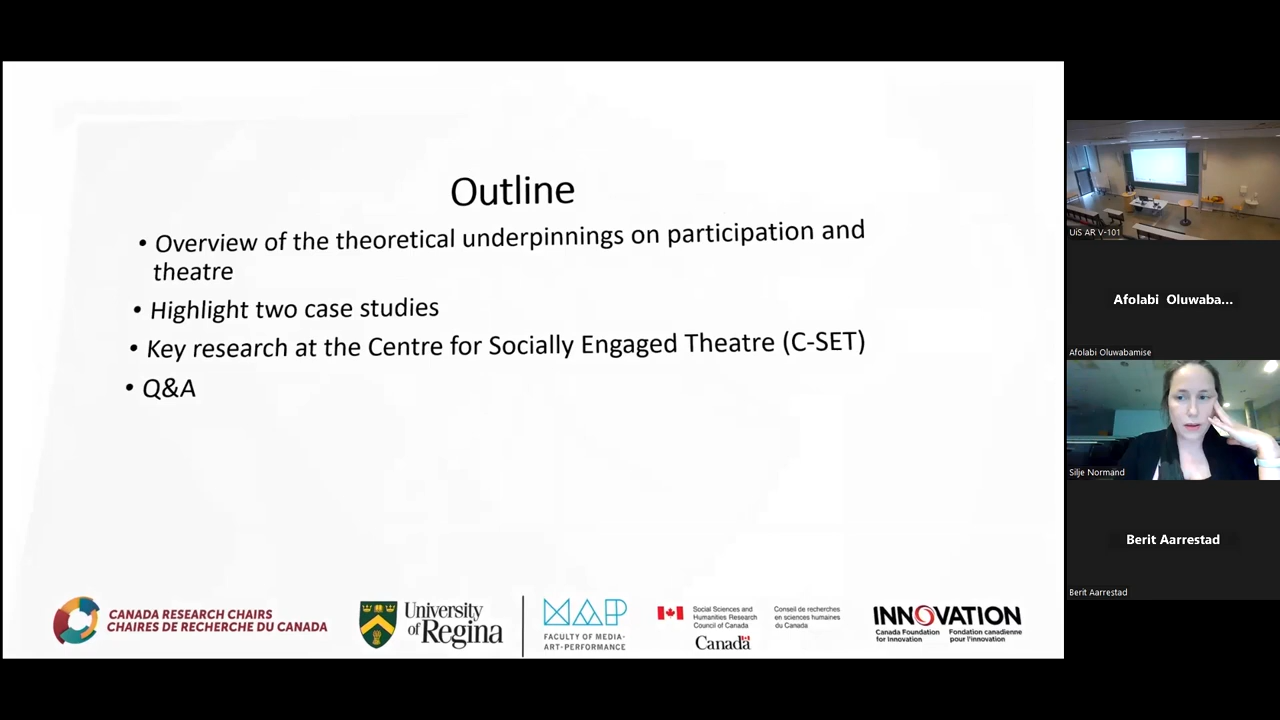 Outline
• Overview of the theoretical underpinnings on participation and
theatre
• Highlight two case studies
• Key research at the Centre for Socially Engaged Theatre (C-SET)
• Q&A
CANADA RESEARCH CHAIRS
CHAIRES DE RECHERCHE DU CANADA
University
of Regina
MAP
FACULTY OF MEDIA-
ART-PERFORMANCE
Social Sciences and
Humanities Research
Council of Canada
Conseil de recherches
en sciences humaines
du Canada
Canada
INNOVATION
Canada Foundation
for Innovation
Fondation canadienne
pour l'innovation
UiS AR V-101
Afolabi Oluwaba...
Afolabi Oluwabamise
Silje Normand
Berit Aarrestad
Berit Aarrestad